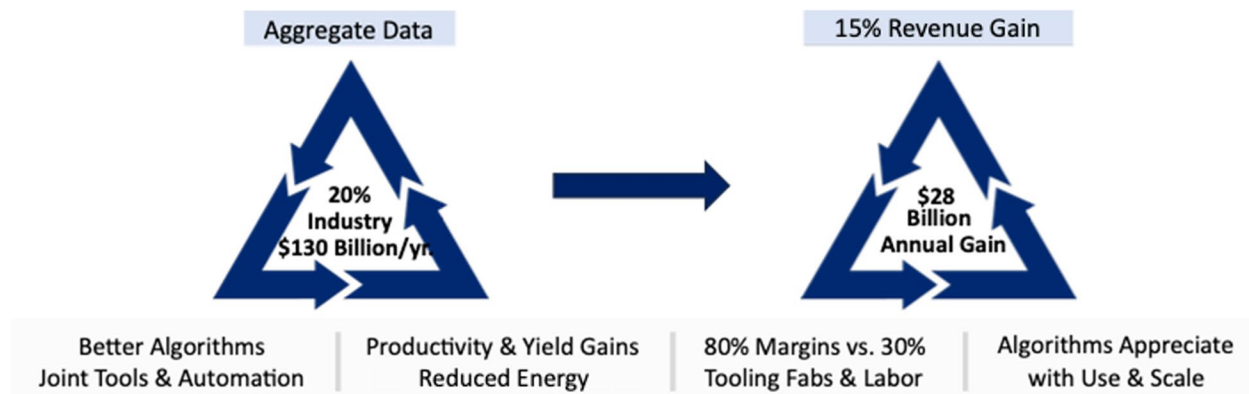 Aggregate Data
15% Revenue Gain
20%
Industry
$130 Billion/yr.
$28
Billion
Annual Gain
Better Algorithms
Joint Tools & Automation
Productivity & Yield Gains
Reduced Energy
80% Margins vs. 30%
Tooling Fabs & Labor
Algorithms Appreciate
with Use & Scale